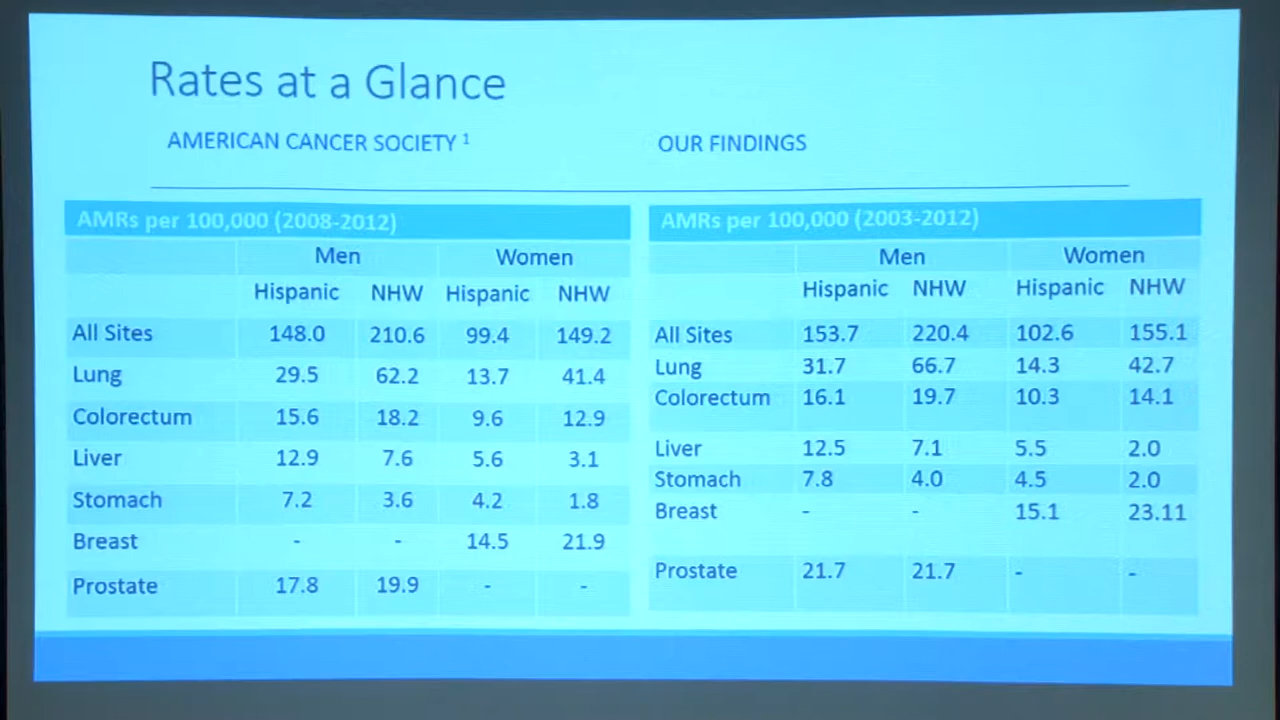 Rates at a Glance
AMERICAN CANCER SOCIETY 1
AMRs per 100,000 (2008-2012)
Men Women
Hispanic NHW Hispanic NHW
All Sites 148.0 210.6 99.4 149.2
Lung 29.5 62.2 13.7 41.4
Colorectum 15.6 18.2 9.6 12.9
Liver 12.9 7.6 5.6 3.1
Stomach 7.2 3.6 4.2 1.8
Breast - - 14.5 21.9
Prostate 17.8 19.9 - -
OUR FINDINGS
AMRs per 100,000 (2003-2012)
Men Women
Hispanic NHW Hispanic NHW
All Sites 153.7 220.4 102.6 155.1
Lung 31.7 66.7 14.3 42.7
Colorectum 16.1 19.7 10.3 14.1
Liver 12.5 7.1 5.5 2.0
Stomach 7.8 4.0 4.5 2.0
Breast - - 15.1 23.11
Prostate 21.7 21.7 - -